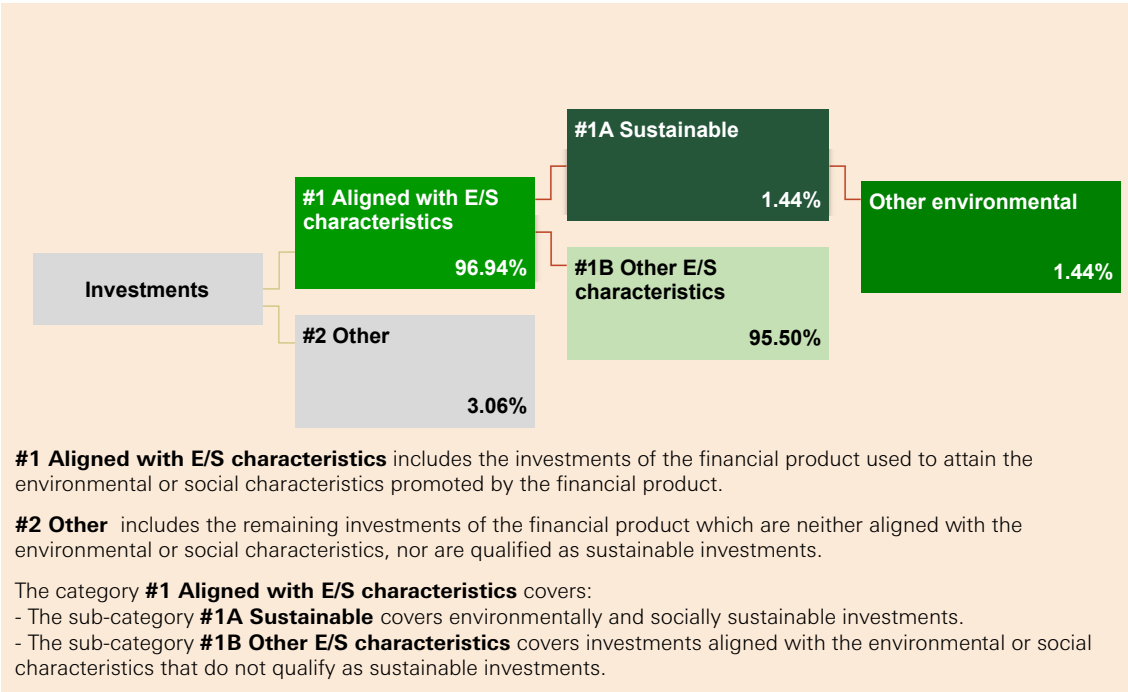 #1A Sustainable
1.44%
#1 Aligned with E/S
characteristics
96.94%
Other environmental
1.44%
Investments
#1B Other E/S
characteristics
95.50%
#2 Other
3.06%
#1 Aligned with E/S characteristics includes the investments of the financial product used to attain the
environmental or social characteristics promoted by the financial product.
#2 Other includes the remaining investments of the financial product which are neither aligned with the
environmental or social characteristics, nor are qualified as sustainable investments.
The category #1 Aligned with E/S characteristics covers:
- The sub-category #1A Sustainable covers environmentally and socially sustainable investments.
- The sub-category #1B Other E/S characteristics covers investments aligned with the environmental or social
characteristics that do not qualify as sustainable investments.